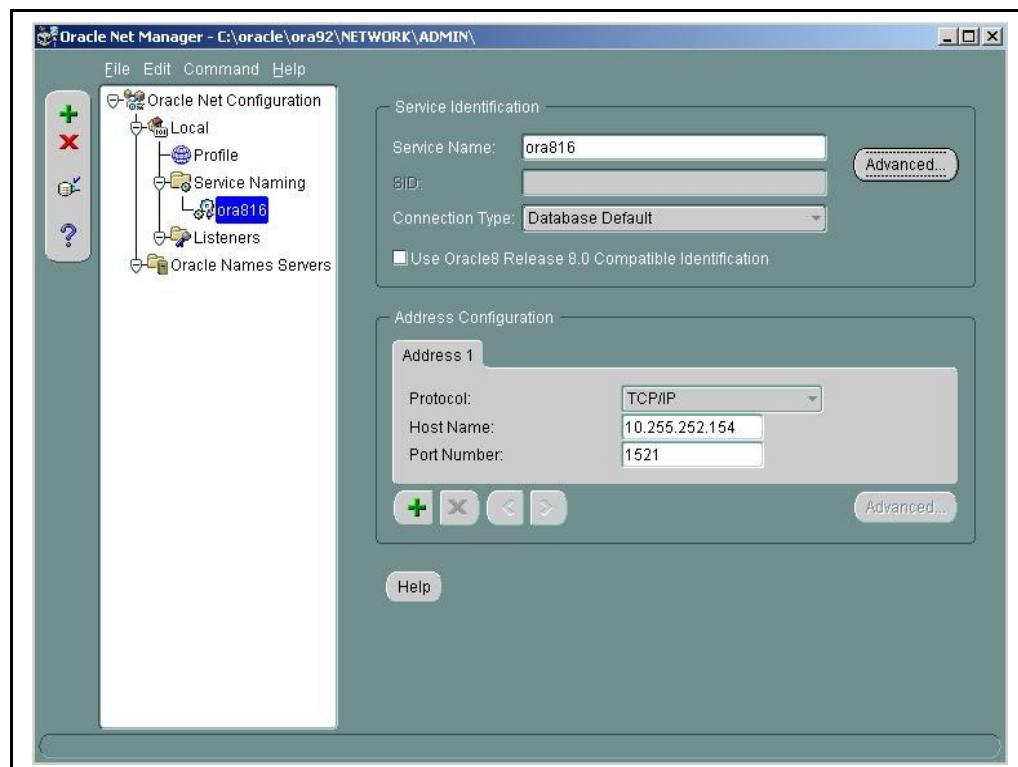 Oracle Net Manager - C:\oracle\ora92\NETWORK\ADMIN\
File Edit Command Help
Oracle Net Configuration
Local
Profile
Service Naming
ora816
Listeners
Oracle Names Servers
Service Identification
Service Name: ora816
SID:
Connection Type: Database Default
Use Oracle8 Release 8.0 Compatible Identification
Advanced...
Address Configuration
Address 1
Protocol: TCP/IP
Host Name: 10.255.252.154
Port Number: 1521
Advanced...
Help